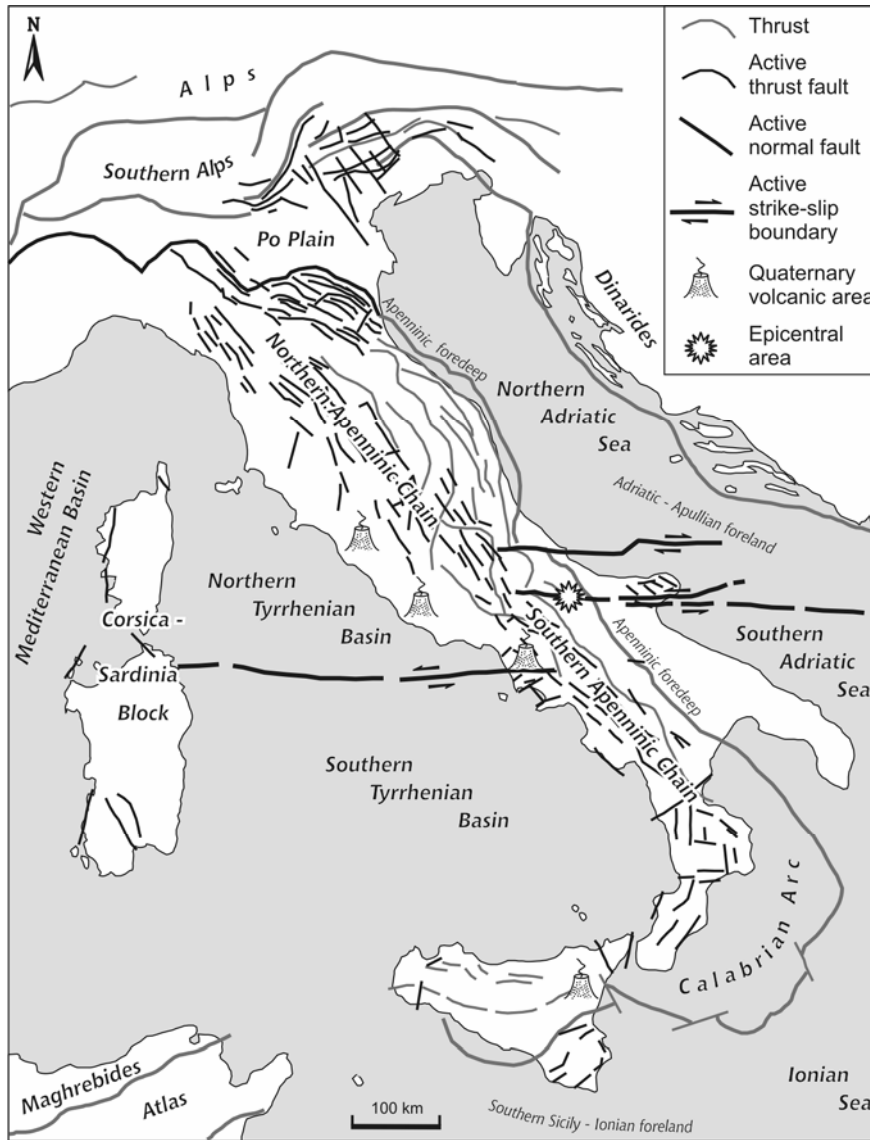 N
Alps
Southern Alps
Po Plain
Dinarides
Apenninic foredeep
Northern
Adriatic
Sea
Northern Apenninic Chain
Western
Mediterranean Basin
Adriatic - Apullian foreland
Northern
Tyrrhenian
Basin
Corsica -
Sardinia
Block
Southern
Adriatic
Sea
Apenninic foredeep
Southern Apenninic Chain
Southern
Tyrrhenian
Basin
Calabrian Arc
Maghrebides
Atlas
100 km
Southern Sicily - Ionian foreland
Ionian
Sea
Thrust
Active
thrust fault
Active
normal fault
Active
strike-slip
boundary
Quaternary
volcanic area
Epicentral
area